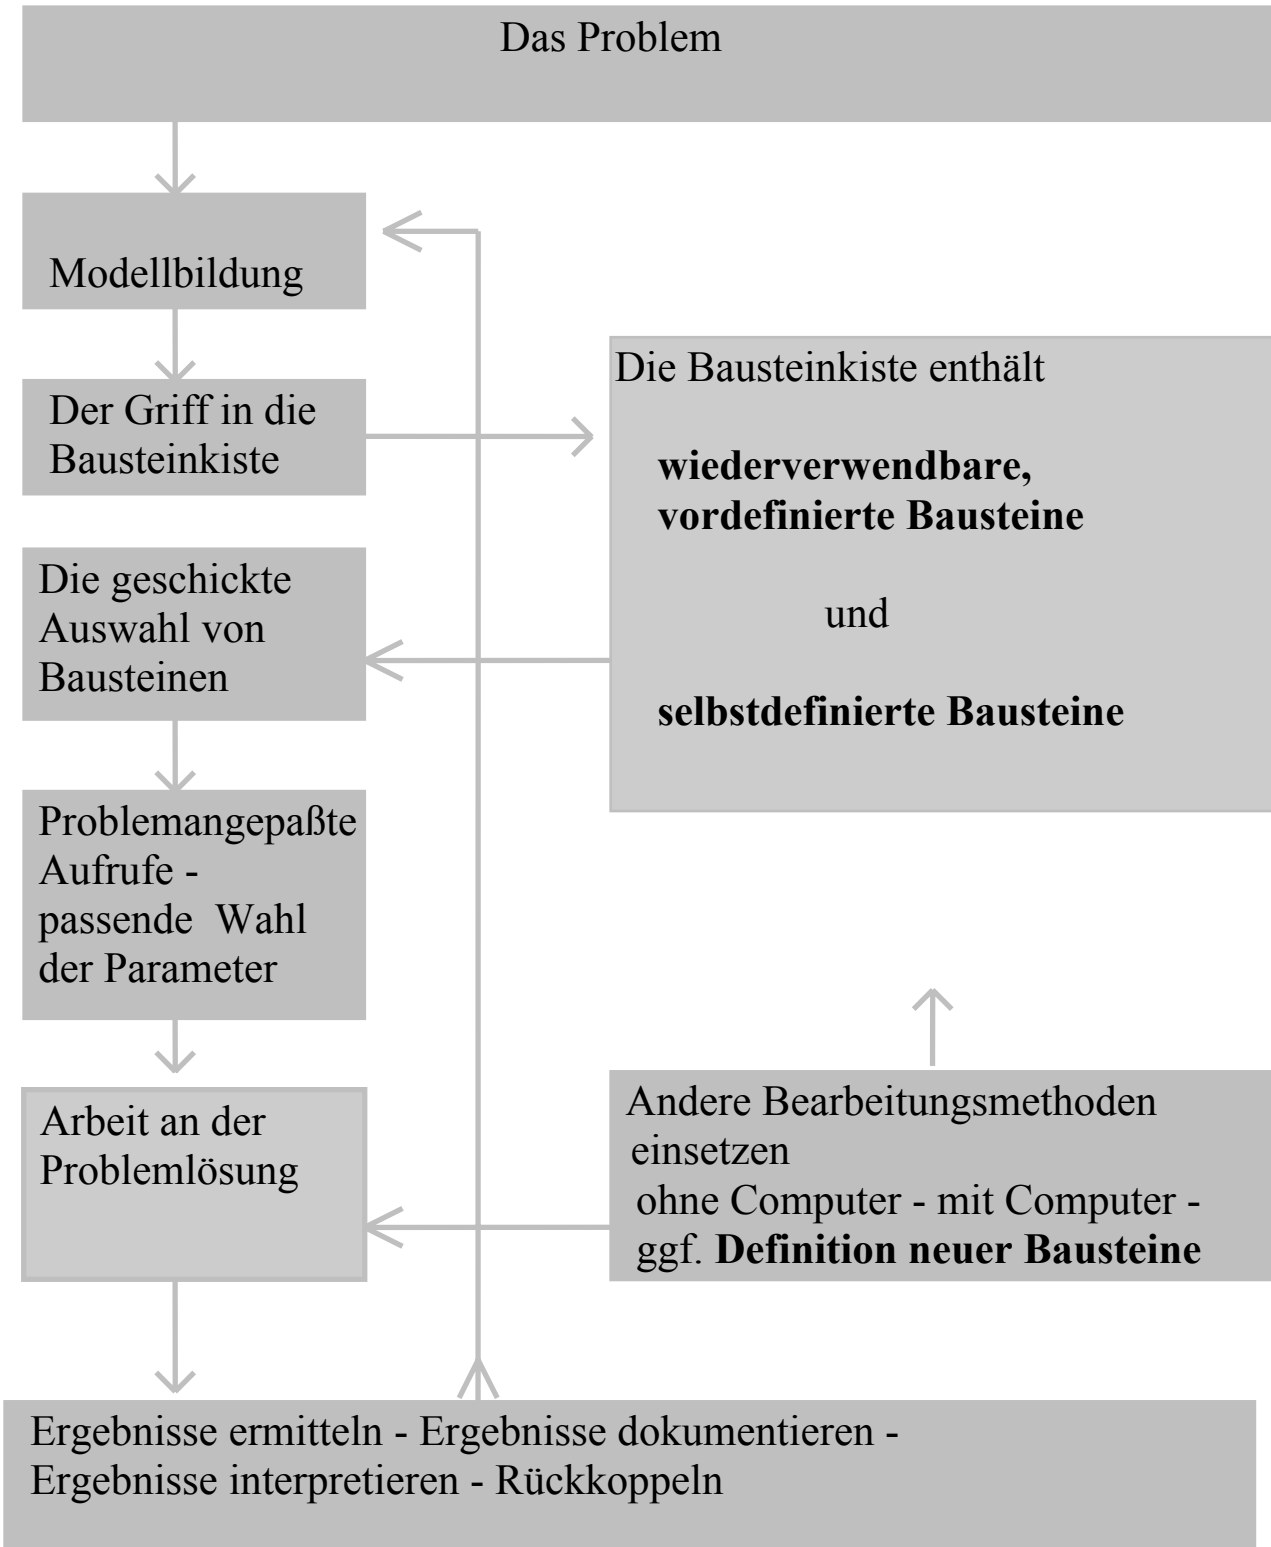 Das Problem
Modellbildung
Der Griff in die
Bausteinkiste
Die Bausteinkiste enthält
wiederverwendbare,
vordefinierte Bausteine
und
selbstdefinierte Bausteine
Die geschickte
Auswahl von
Bausteinen
Problemangepaßte
Aufrufe -
passende Wahl
der Parameter
Arbeit an der
Problemlösung
Andere Bearbeitungsmethoden
einsetzen
ohne Computer - mit Computer -
ggf. Definition neuer Bausteine
Ergebnisse ermitteln - Ergebnisse dokumentieren -
Ergebnisse interpretieren - Rückkoppeln